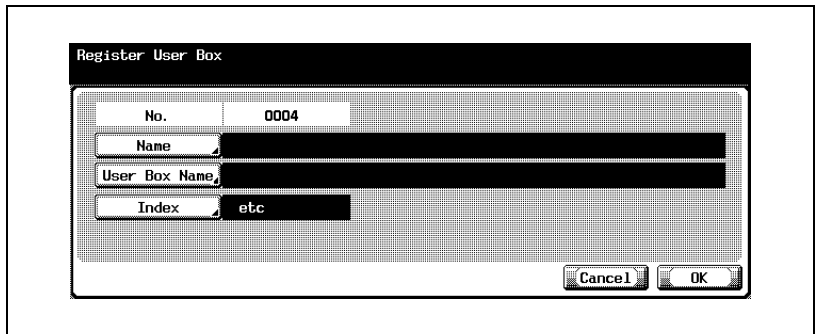 Register User Box
No. 0004
Name
User Box Name
Index etc
Cancel OK